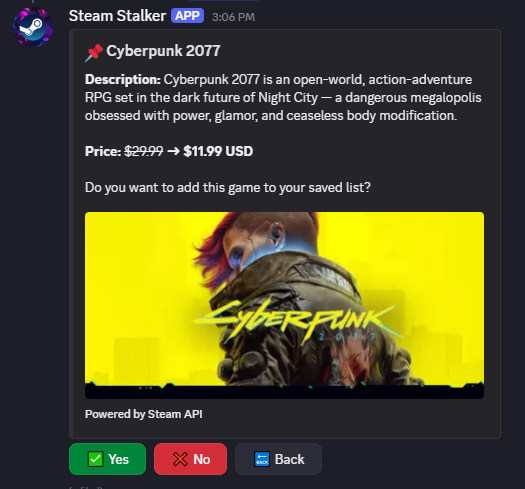 Steam Stalker APP 3:06 PM
Cyberpunk 2077
Description: Cyberpunk 2077 is an open-world, action-adventure
RPG set in the dark future of Night City — a dangerous megalopolis
obsessed with power, glamor, and ceaseless body modification.
Price: $29.99 → $11.99 USD
Do you want to add this game to your saved list?
CYBERPUNK
2077
Powered by Steam API
Yes No BACK Back